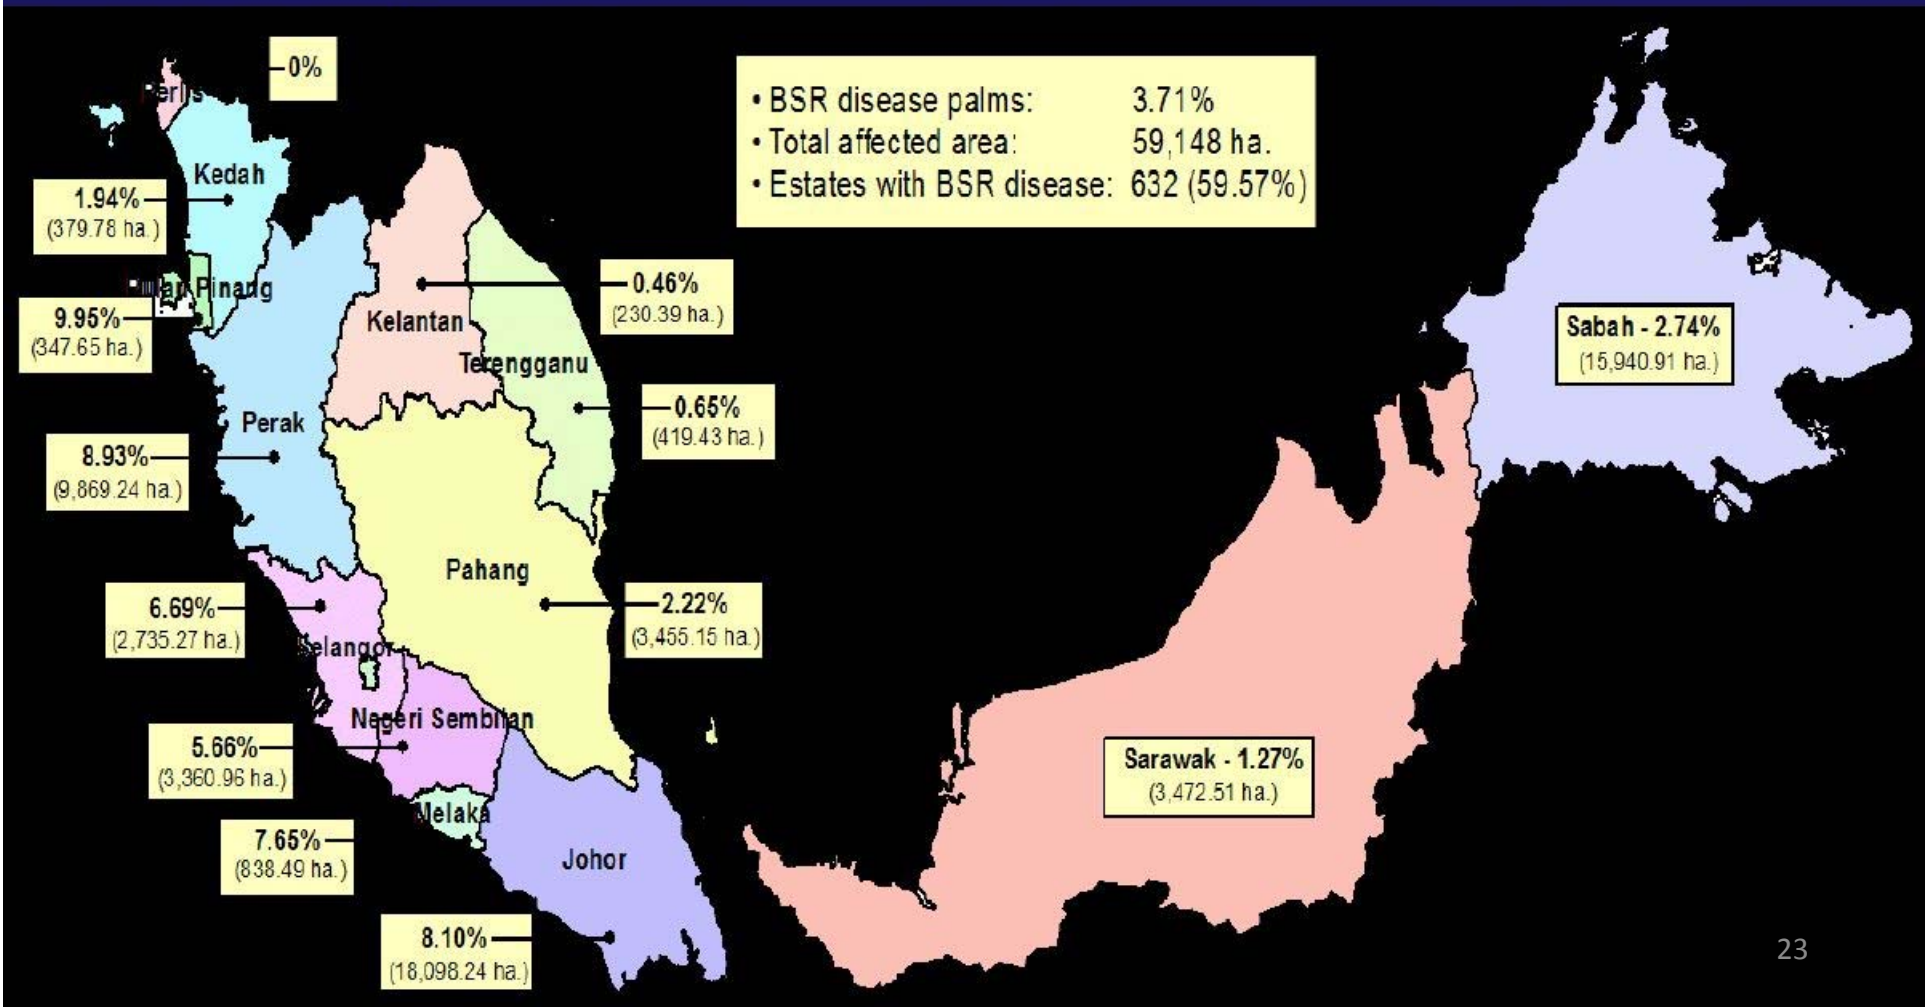 0%
• BSR disease palms: 3.71%
• Total affected area: 59,148 ha.
• Estates with BSR disease: 632 (59.57%)
Perlis
Kedah
1.94%
(379.78 ha.)
Pinang
9.95%
(347.65 ha.)
Kelantan
0.46%
(230.39 ha.)
Terengganu
0.65%
(419.43 ha.)
Perak
8.93%
(9,869.24 ha.)
Pahang
2.22%
(3,455.15 ha.)
6.69%
(2,735.27 ha.)
Selangor
Negeri Sembilan
5.66%
(3,360.96 ha.)
Melaka
7.65%
(838.49 ha.)
Johor
8.10%
(18,098.24 ha.)
Sabah - 2.74%
(15,940.91 ha.)
Sarawak - 1.27%
(3,472.51 ha.)
23